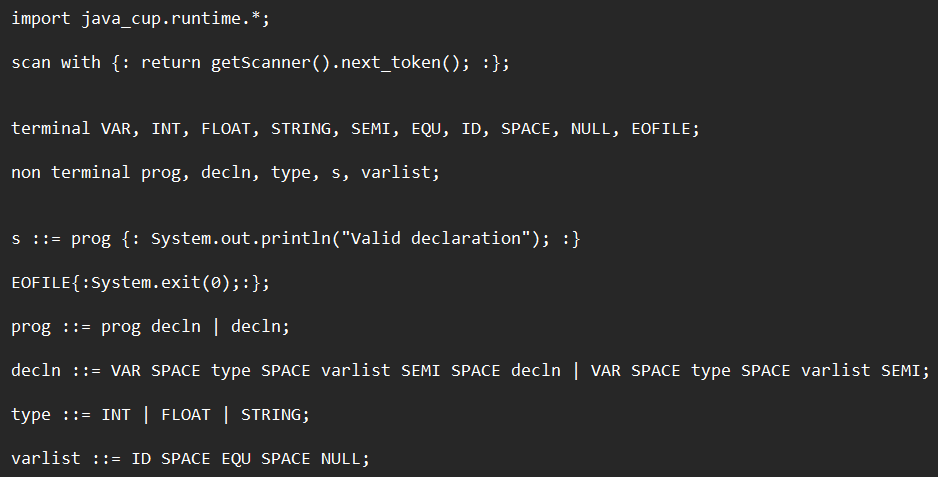 import java_cup.runtime.*;
scan with {: return getScanner().next_token(); :};
terminal VAR, INT, FLOAT, STRING, SEMI, EQU, ID, SPACE, NULL, EOFILE;
non terminal prog, decln, type, s, varlist;
s ::= prog {: System.out.println("Valid declaration"); :}
EOFILE{:System.exit(0);:};
prog ::= prog decln | decln;
decln ::= VAR SPACE type SPACE varlist SEMI SPACE decln | VAR SPACE type SPACE varlist SEMI;
type ::= INT | FLOAT | STRING;
varlist ::= ID SPACE EQU SPACE NULL;